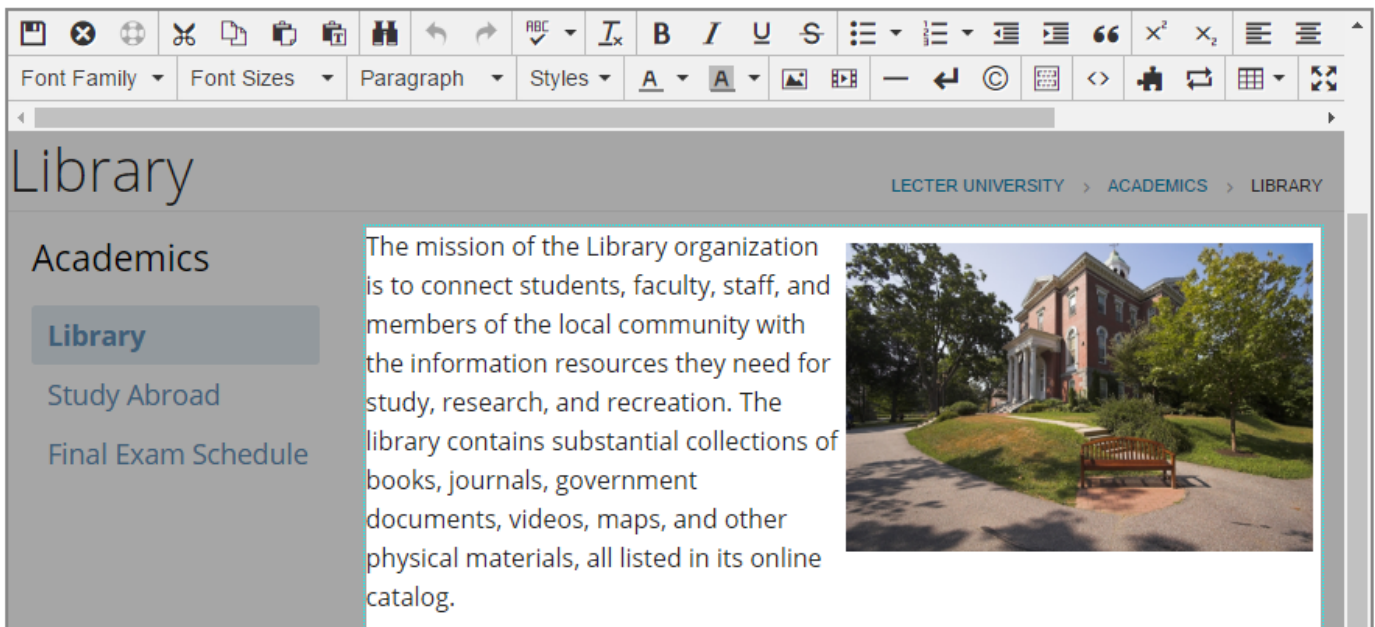 ABC
Font Family
Font Sizes
Paragraph
Styles
Library
LECTER UNIVERSITY > ACADEMICS > LIBRARY
Academics
Library
Study Abroad
Final Exam Schedule
The mission of the Library organization
is to connect students, faculty, staff, and
members of the local community with
the information resources they need for
study, research, and recreation. The
library contains substantial collections of
books, journals, government
documents, videos, maps, and other
physical materials, all listed in its online
catalog.